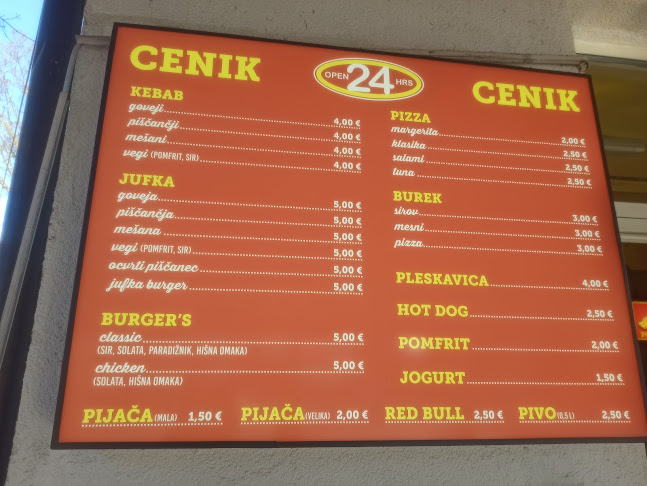 CENIK
OPEN 24 HRS
CENIK
KEBAB
goveji 4,00 €
piščančji 4,00 €
mešani 4,00 €
vegi (POMFRIT, SIR) 4,00 €
JUFKA
goveja 5,00 €
piščančja 5,00 €
mešana 5,00 €
vegi (POMFRIT, SIR) 5,00 €
ocvrti piščanec 5,00 €
jufka burger 5,00 €
BURGER'S
classic 5,00 €
(SIR, SOLATA, PARADIŽNIK, HIŠNA OMAKA)
chicken 5,00 €
(SOLATA, HIŠNA OMAKA)
PIZZA
margerita 2,00 €
klasika 2,50 €
salami 2,50 €
tuna 2,50 €
BUREK
sirov 3,00 €
mesni 3,00 €
pizza 3,00 €
PLESKAVICA 4,00 €
HOT DOG 2,50 €
POMFRIT 2,00 €
JOGURT 1,50 €
PIJAČA (MALA) 1,50 €
PIJAČA (VELIKA) 2,00 €
RED BULL 2,50 €
PIVO (0,5 L) 2,50 €